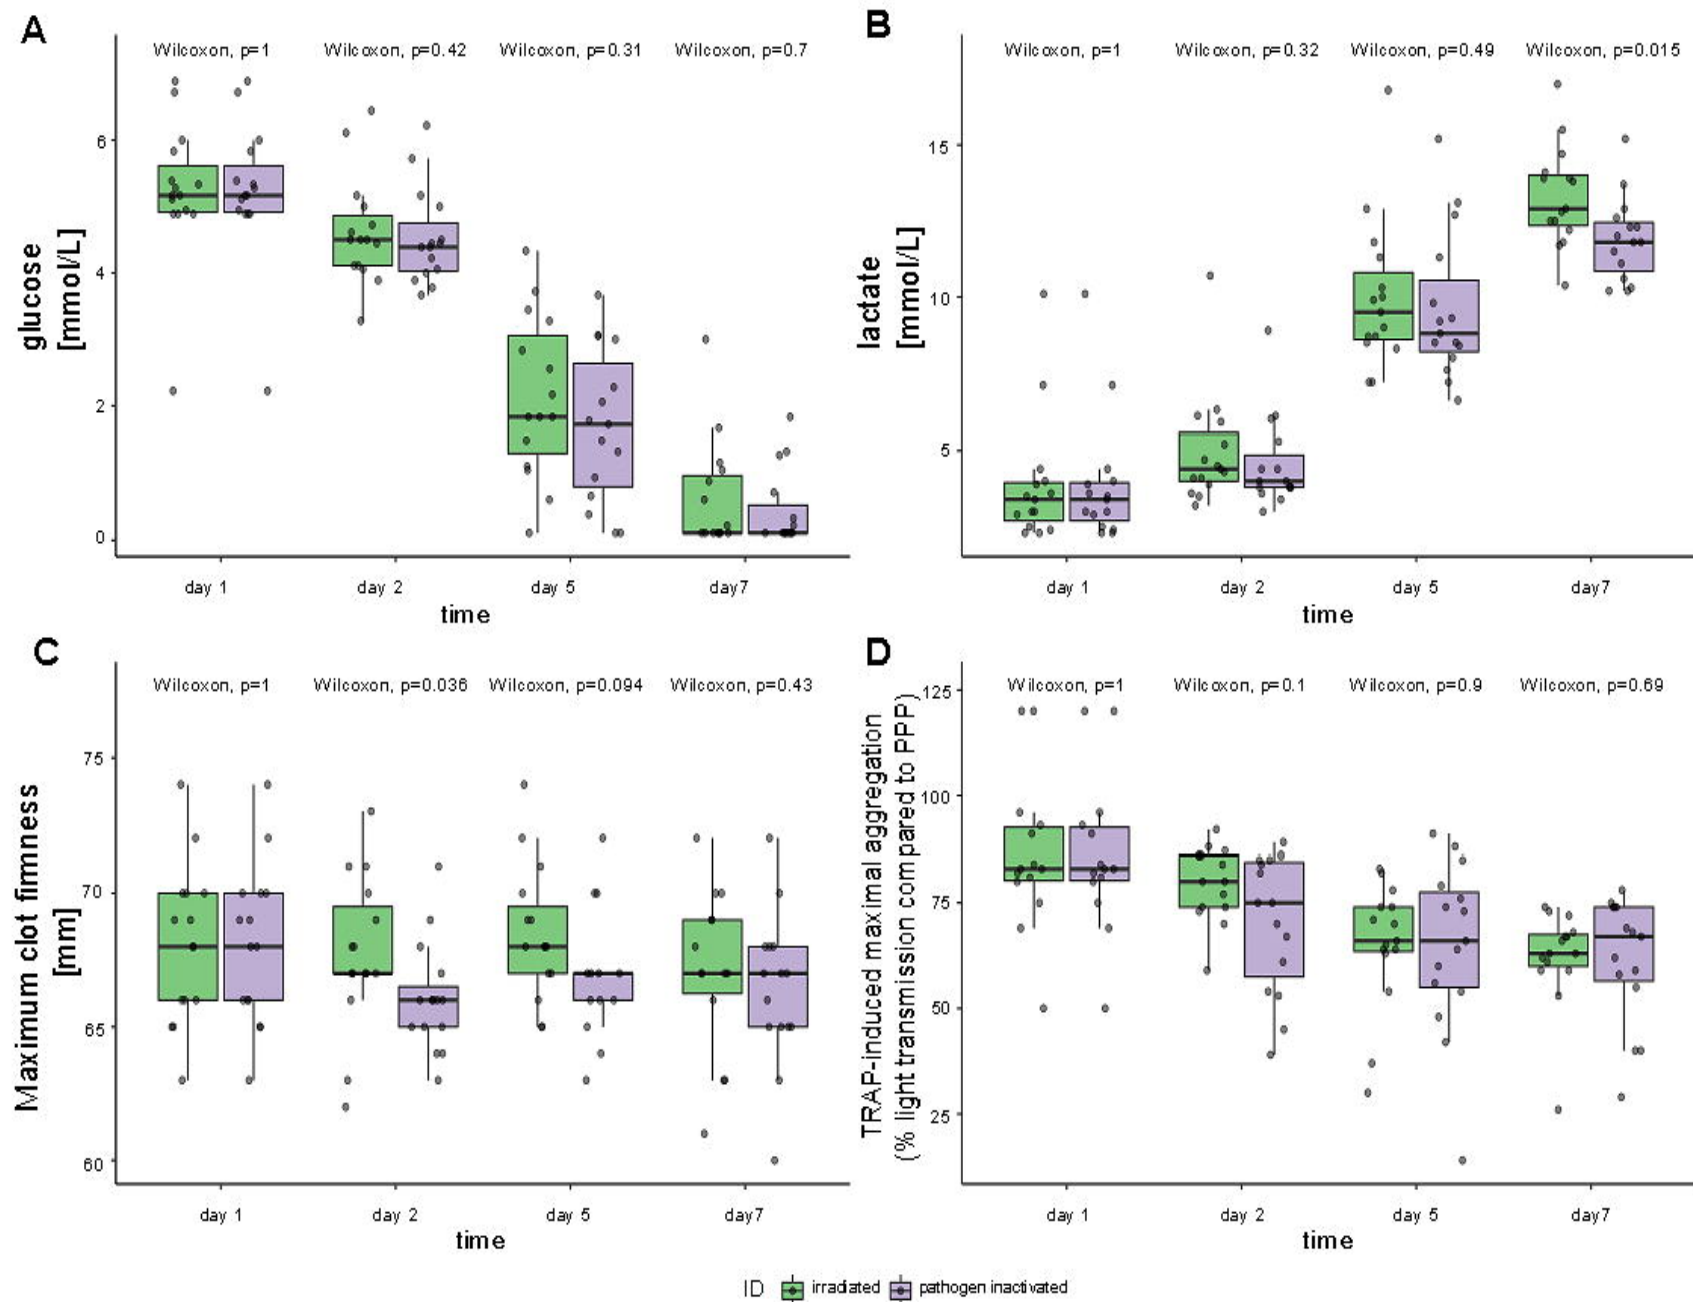 A
Wilcoxon, p=1
Wilcoxon, p=0.42
Wilcoxon, p=0.31
Wilcoxon, p=0.7
glucose
[mmol/L]
6
4
2
0
day 1
day 2
day 5
day7
time
B
Wilcoxon, p=1
Wilcoxon, p=0.32
Wilcoxon, p=0.49
Wilcoxon, p=0.015
lactate
[mmol/L]
15
10
5
day 1
day 2
day 5
day7
time
C
Wilcoxon, p=1
Wilcoxon, p=0.036
Wilcoxon, p=0.094
Wilcoxon, p=0.43
Maximum clot firmness
[mm]
75
70
65
60
day 1
day 2
day 5
day7
time
D
Wilcoxon, p=1
Wilcoxon, p=0.1
Wilcoxon, p=0.9
Wilcoxon, p=0.69
TRAP-induced maximal aggregation
(% light transmission compared to PPP)
125
100
75
50
25
day 1
day 2
day 5
day7
time
ID irradiated pathogen inactivated